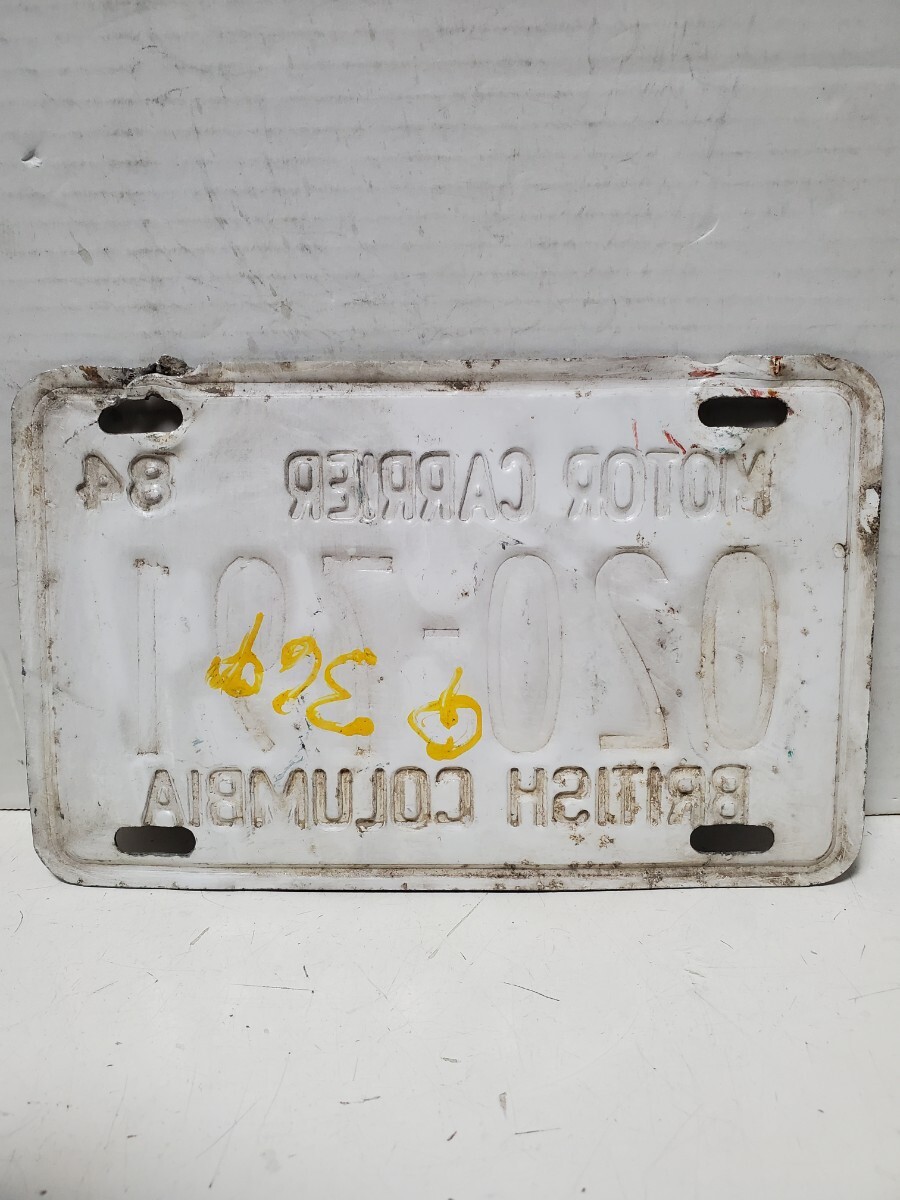 MOTOR CARRIER 84
020-791
BRITISH COLUMBIA